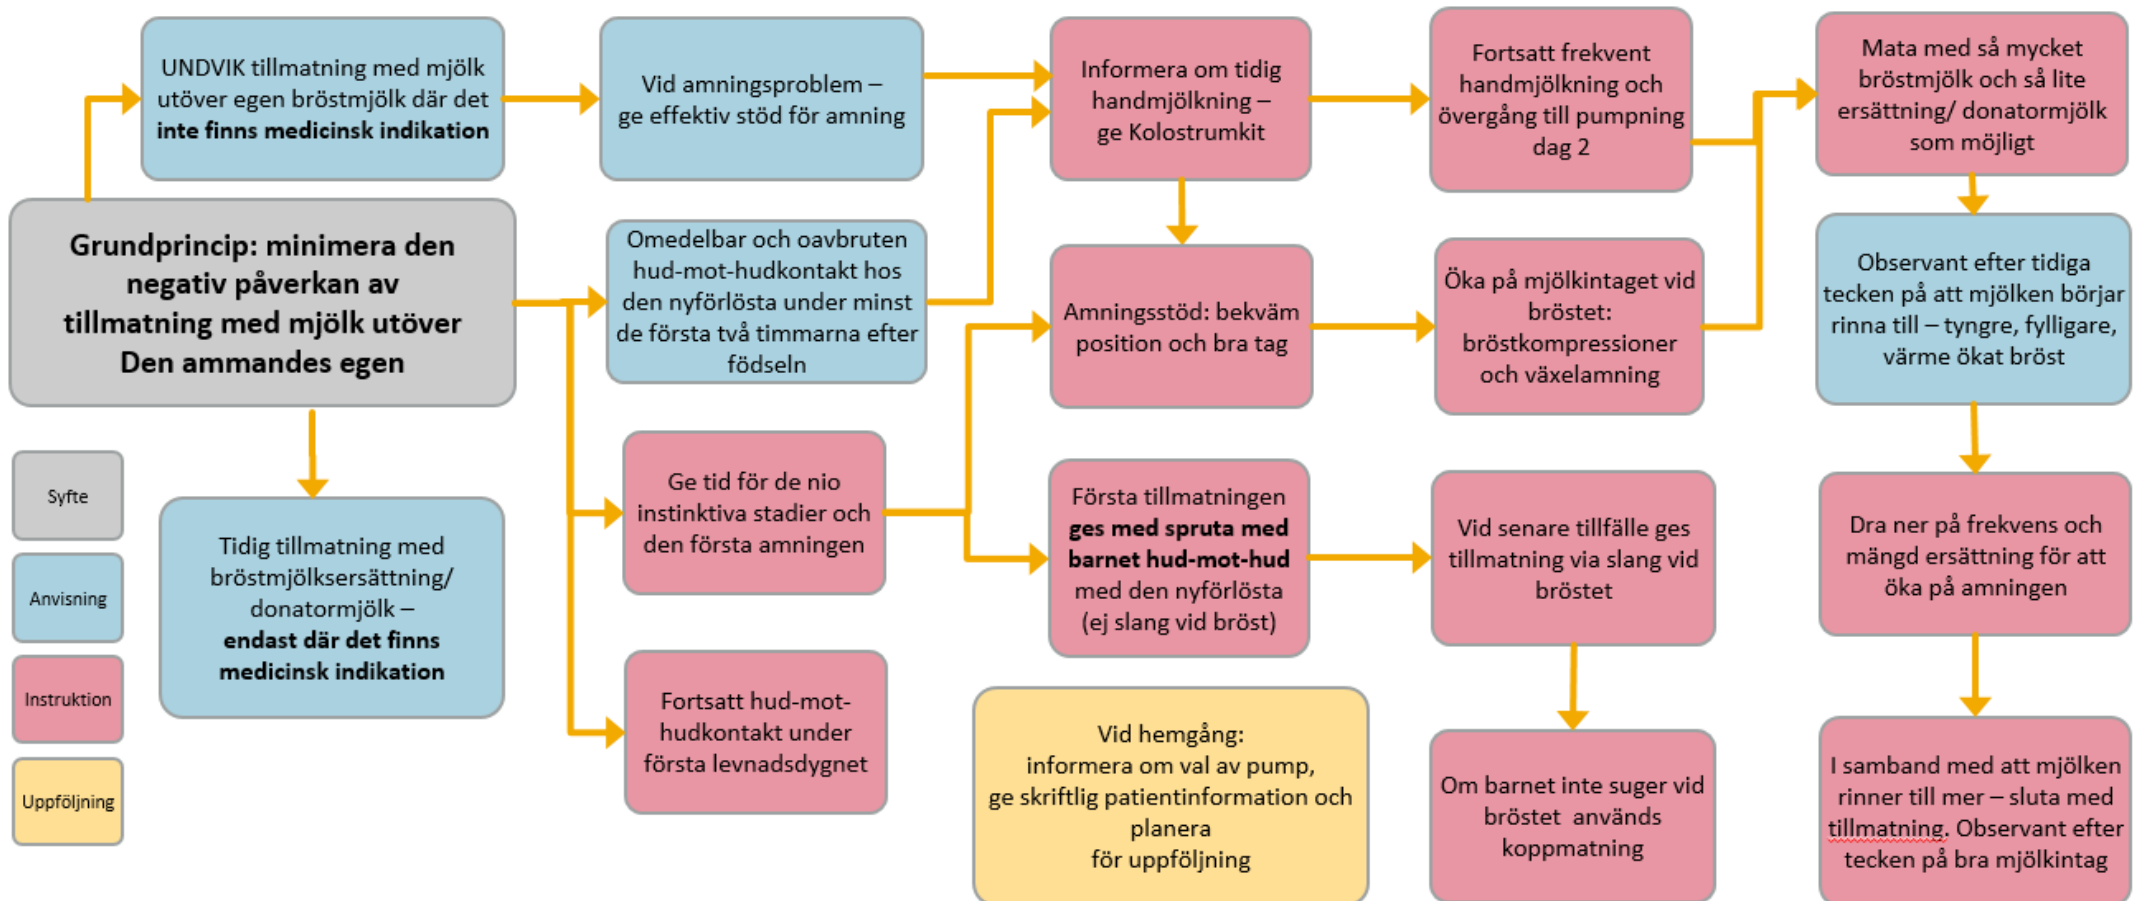 UNDVIK tillmatning med mjölk
utöver egen bröstmjölk där det
inte finns medicinsk indikation
Vid amningsproblem –
ge effektiv stöd för amning
Informera om tidig
handmjölkning –
ge Kolostrumkit
Fortsatt frekvent
handmjölkning och
övergång till pumpning
dag 2
Mata med så mycket
bröstmjölk och så lite
ersättning/ donatormjölk
som möjligt
Grundprincip: minimera den
negativ påverkan av
tillmatning med mjölk utöver
Den ammandes egen
Omedelbar och oavbruten
hud-mot-hudkontakt hos
den nyförlösta under minst
de första två timmarna efter
födseln
Amningsstöd: bekväm
position och bra tag
Öka på mjölkintaget vid
bröstet:
bröstkompressioner
och växelamning
Observant efter tidiga
tecken på att mjölken börjar
rinna till – tyngre, fylligare,
värme ökat bröst
Syfte
Anvisning
Instruktion
Uppföljning
Tidig tillmatning med
bröstmjölksersättning/
donatormjölk –
endast där det finns
medicinsk indikation
Ge tid för de nio
instinktiva stadier och
den första amningen
Första tillmatningen
ges med spruta med
barnet hud-mot-hud
med den nyförlösta
(ej slang vid bröst)
Vid senare tillfälle ges
tillmatning via slang vid
bröstet
Dra ner på frekvens och
mängd ersättning för att
öka på amningen
Fortsatt hud-mot-
hudkontakt under
första levnadsdygnet
Vid hemgång:
informera om val av pump,
ge skriftlig patientinformation och
planera
för uppföljning
Om barnet inte suger vid
bröstet används
koppmatning
I samband med att mjölken
rinner till mer – sluta med
tillmatning. Observant efter
tecken på bra mjölkintag